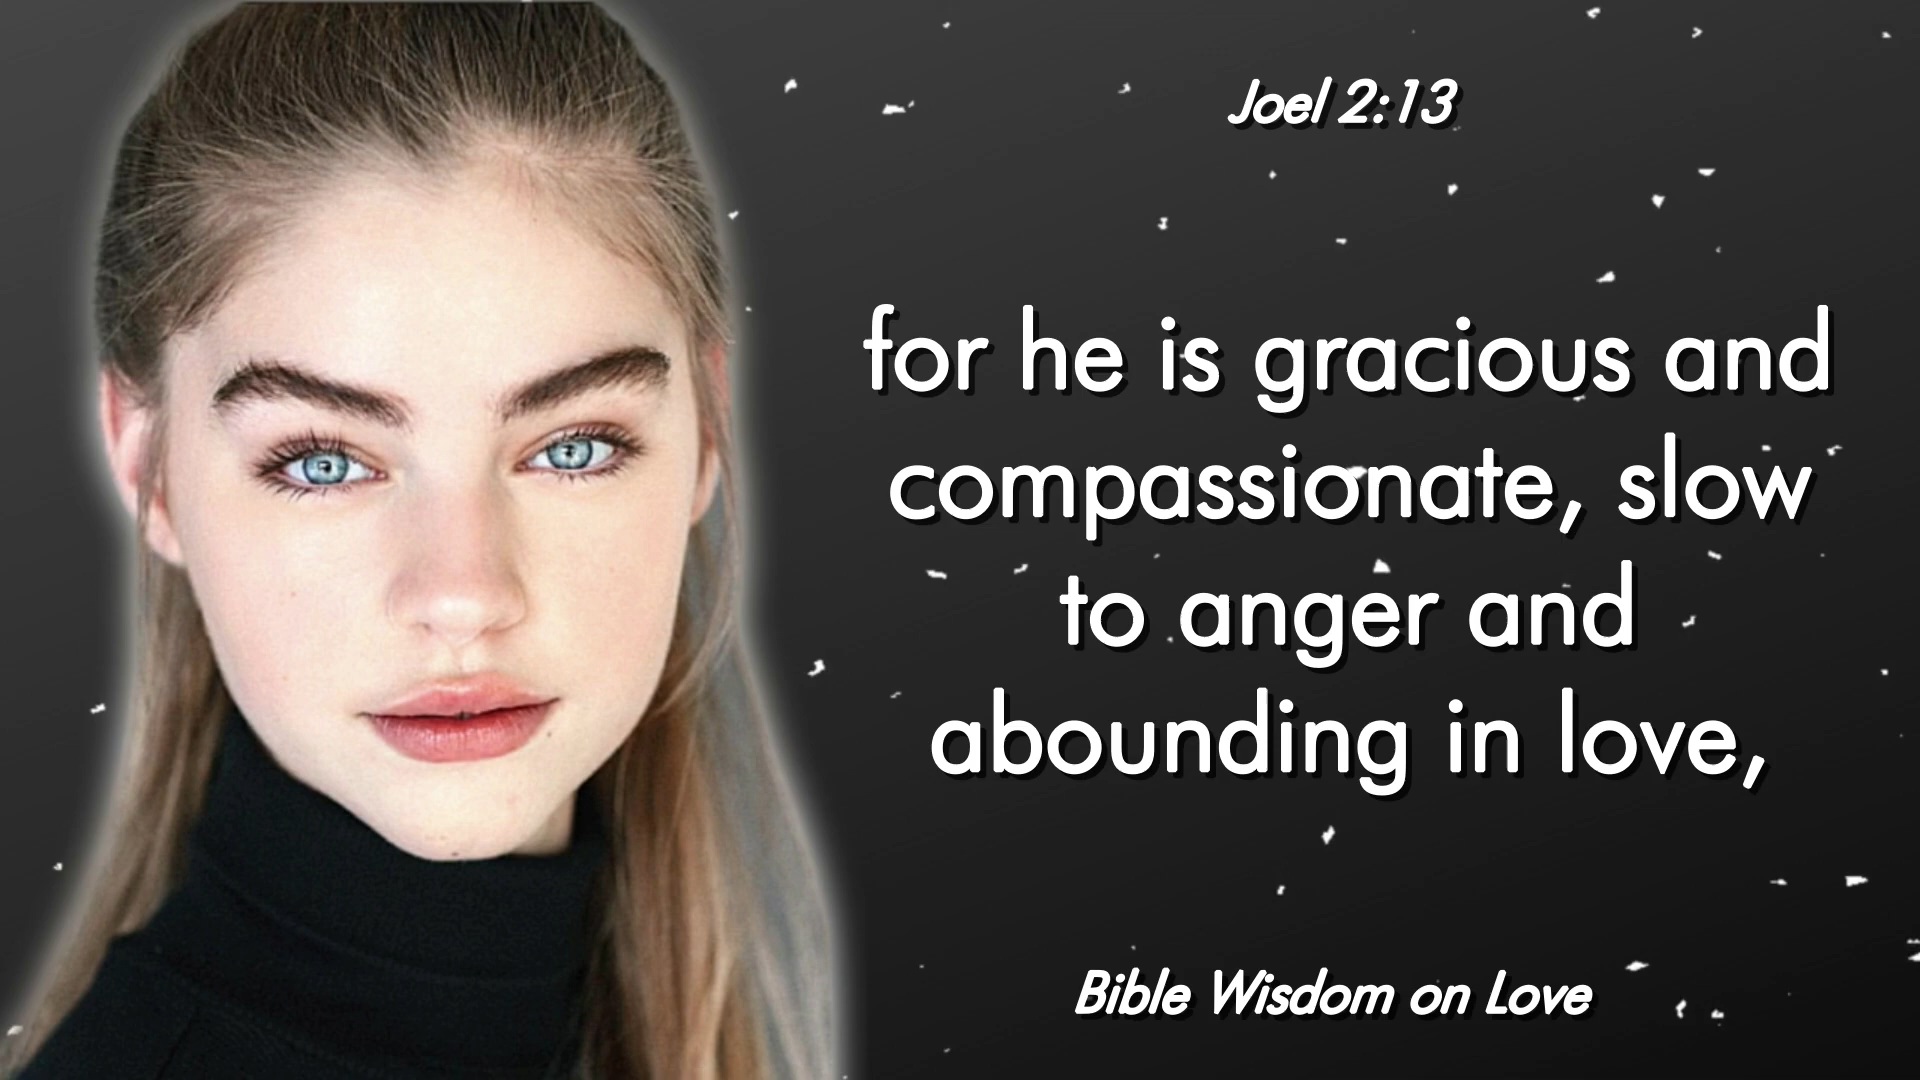 Joel 2:13
for he is gracious and
compassionate, slow
to anger and
abounding in love,
Bible Wisdom on Love